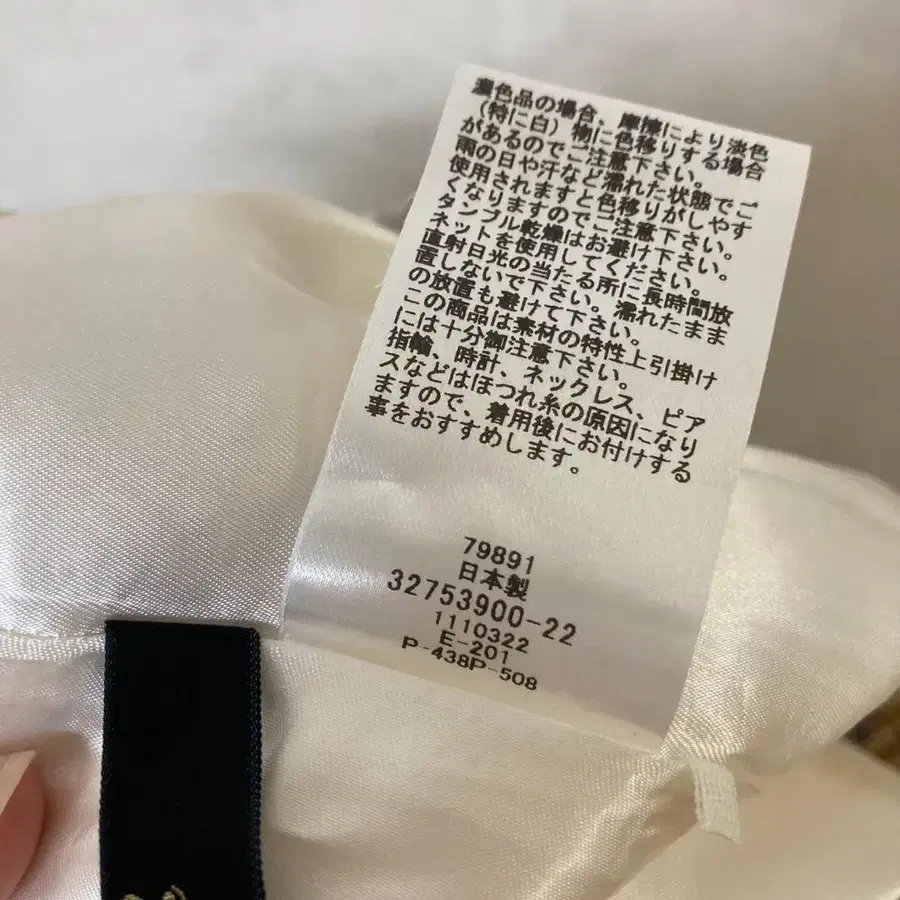 濃色品の場合、摩擦により淡色
(特に白)物に色移りする場合
があるのでご注意下さい。
雨の日や汗など濡れた状態でご
使用されますと色移りがしやす
くなりますのでご注意下さい。
タンブル乾燥はお避け下さい。
ネットを使用してください。
直射日光の当たる所に長時間放
置しないで下さい。濡れたまま
の放置も避けて下さい。
この商品は素材の特性上引掛け
には十分御注意下さい。
指輪、時計、ネックレス、ピア
スなどはほつれ糸の原因になり
ますので、着用後にお付けする
事をおすすめします。
79891
日本製
32753900-22
1110322
E-201
P-438P-508